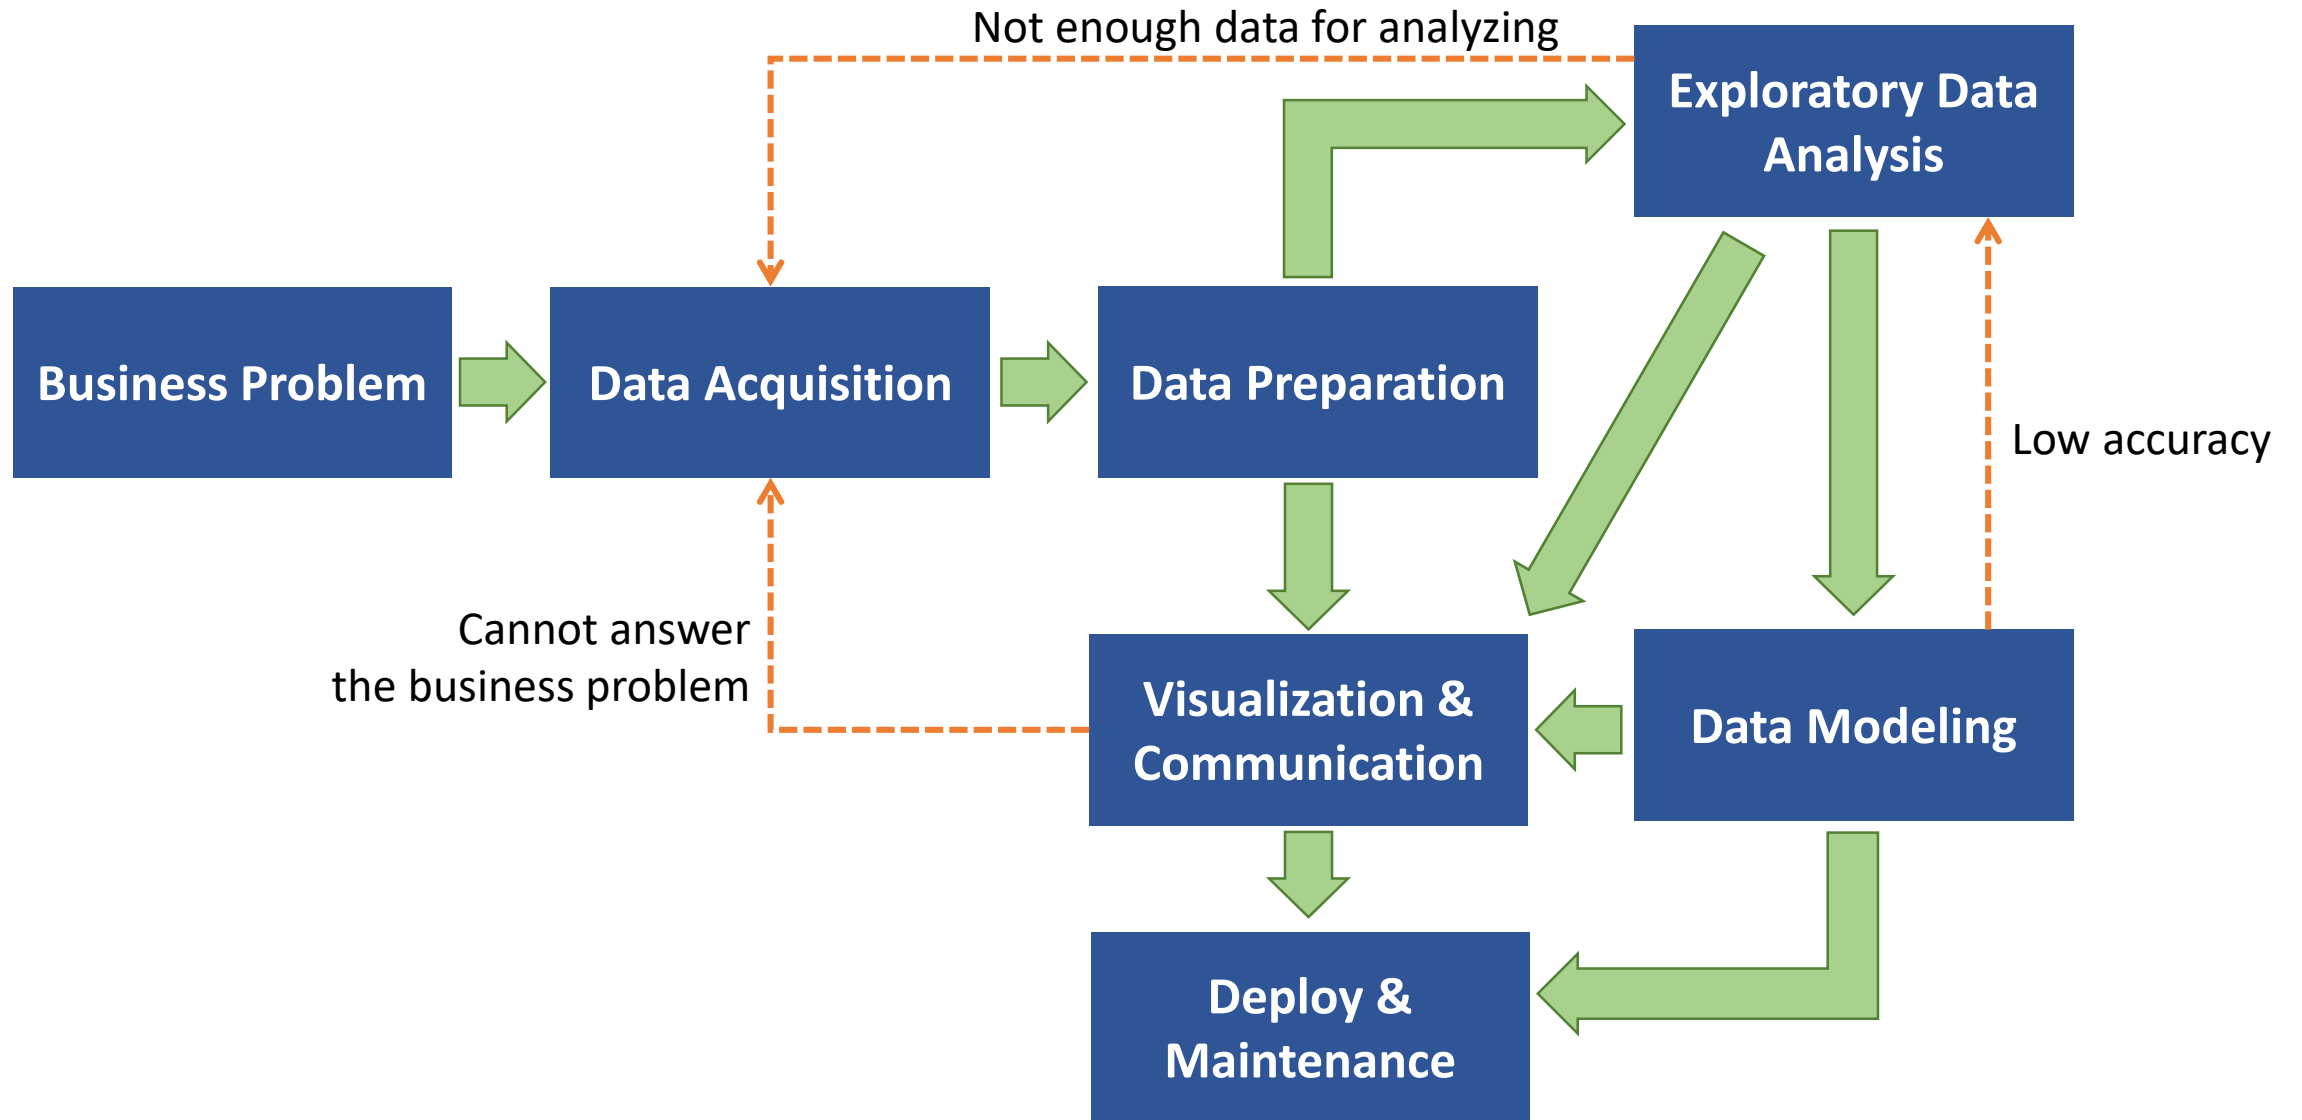 Not enough data for analyzing
Exploratory Data
Analysis
Business Problem
Data Acquisition
Data Preparation
Low accuracy
Cannot answer
the business problem
Visualization &
Communication
Data Modeling
Deploy &
Maintenance